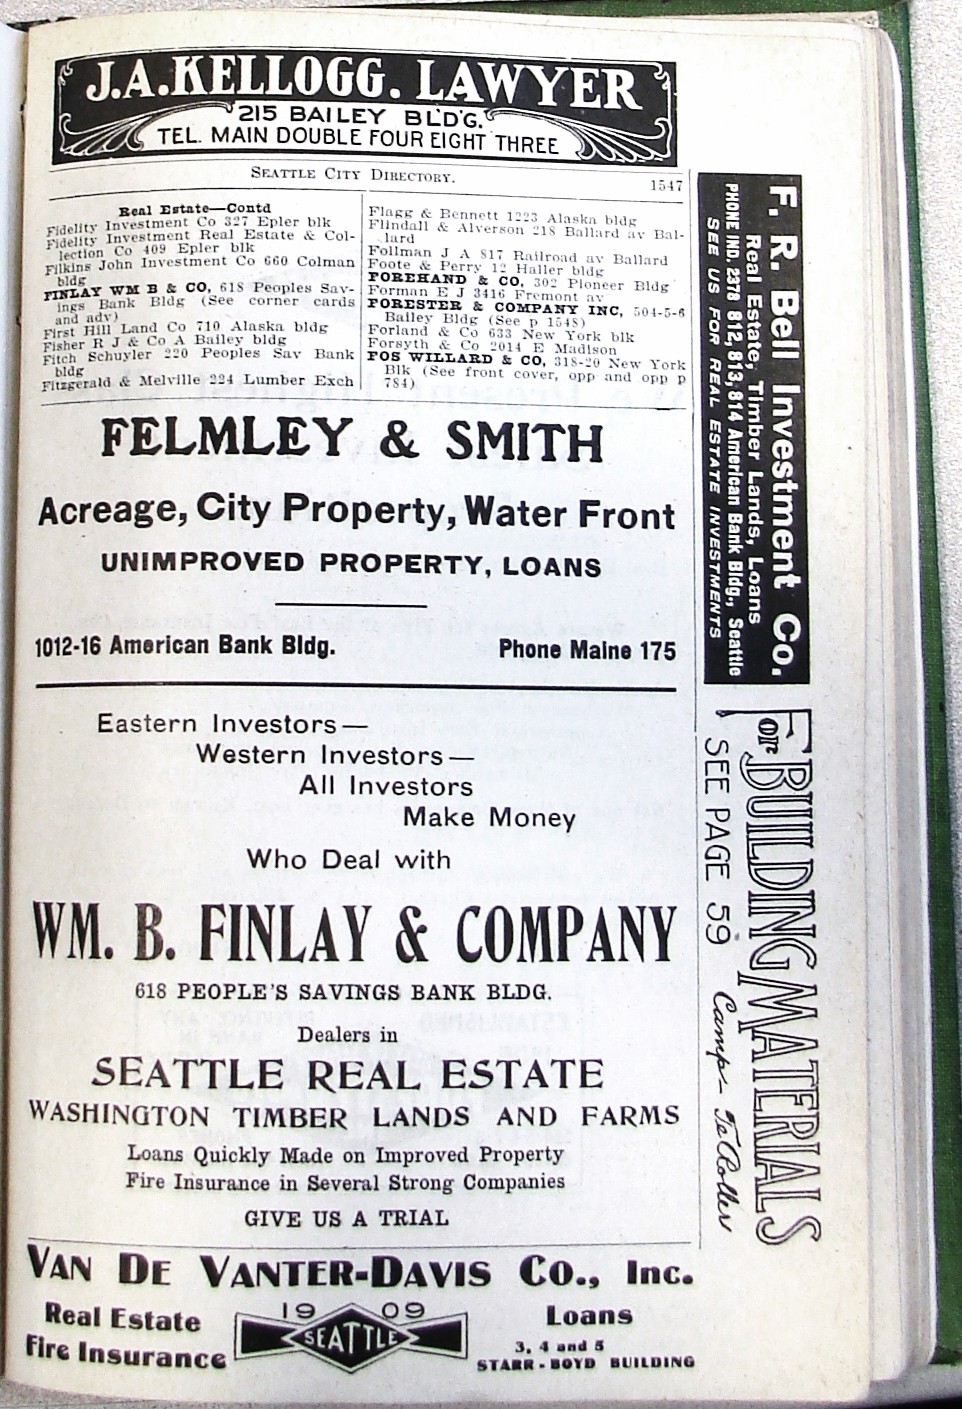 J.A.KELLOGG. LAWYER
215 BAILEY BLD'G.
TEL. MAIN DOUBLE FOUR EIGHT THREE
SEATTLE CITY DIRECTORY.
1547
Real Estate—Contd
Fidelity Investment Co 327 Epler blk
Fidelity Investment Real Estate & Col-
lection Co 409 Epler blk
Filkins John Investment Co 660 Colman
bldg
FINLAY WM B & CO, 618 Peoples Sav-
ings Bank Bldg (See corner cards
and adv)
First Hill Land Co 710 Alaska bldg
Fisher R J & Co A Bailey bldg
Fitch Schuyler 220 Peoples Sav Bank
bldg
Fitzgerald & Melville 224 Lumber Exch
Flagg & Bennett 1223 Alaska bldg
Flindall & Alverson 218 Ballard av Bal-
lard
Follman J A 817 Railroad av Ballard
Foote & Perry 12 Haller bldg
FOREHAND & CO, 302 Pioneer Bldg
Forman E J 3416 Fremont av
FORESTER & COMPANY INC, 504-5-6
Bailey Bldg (See p 1548)
Forland & Co 633 New York blk
Forsyth & Co 2014 E Madison
FOS WILLARD & CO, 318-20 New York
Blk (See front cover, opp and opp p
784)
FELMLEY & SMITH
Acreage, City Property, Water Front
UNIMPROVED PROPERTY, LOANS
1012-16 American Bank Bldg.
Phone Maine 175
Eastern Investors—
Western Investors—
All Investors
Make Money
Who Deal with
WM. B. FINLAY & COMPANY
618 PEOPLE'S SAVINGS BANK BLDG.
Dealers in
SEATTLE REAL ESTATE
WASHINGTON TIMBER LANDS AND FARMS
Loans Quickly Made on Improved Property
Fire Insurance in Several Strong Companies
GIVE US A TRIAL
VAN DE VANTER-DAVIS CO., INC.
Real Estate
Fire Insurance
1909
SEATTLE
Loans
3, 4 and 5
STARR-BOYD BUILDING
F. R. Bell Investment Co.
Real Estate, Timber Lands, Loans
PHONE IND. 2378 812, 813, 814 American Bank Bldg., Seattle
SEE US FOR REAL ESTATE INVESTMENTS
For BUILDING MATERIALS
SEE PAGE 59
Camp-